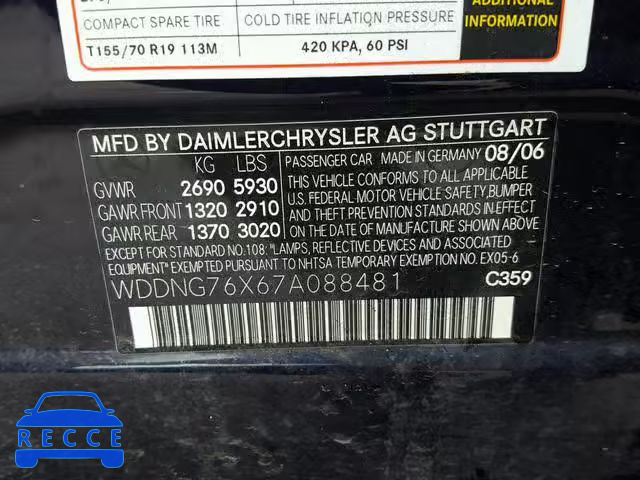 COMPACT SPARE TIRE COLD TIRE INFLATION PRESSURE
T155/70 R19 113M 420 KPA, 60 PSI
ADDITIONAL
INFORMATION
MFD BY DAIMLERCHRYSLER AG STUTTGART
KG LBS PASSENGER CAR MADE IN GERMANY 08/06
GVWR 2690 5930
GAWR FRONT 1320 2910
GAWR REAR 1370 3020
THIS VEHICLE CONFORMS TO ALL APPLICABLE
U.S. FEDERAL MOTOR VEHICLE SAFETY,BUMPER
AND THEFT PREVENTION STANDARDS IN EFFECT
ON THE DATE OF MANUFACTURE SHOWN ABOVE
EXCEPT FOR STANDARD NO.108: "LAMPS, REFLECTIVE DEVICES AND ASSOCIATED
EQUIPMENT" EXEMPTED PURSUANT TO NHTSA TEMPORARY EXEMPTION NO. EX05-6
WDDNG76X67A088481 C359
RECCE